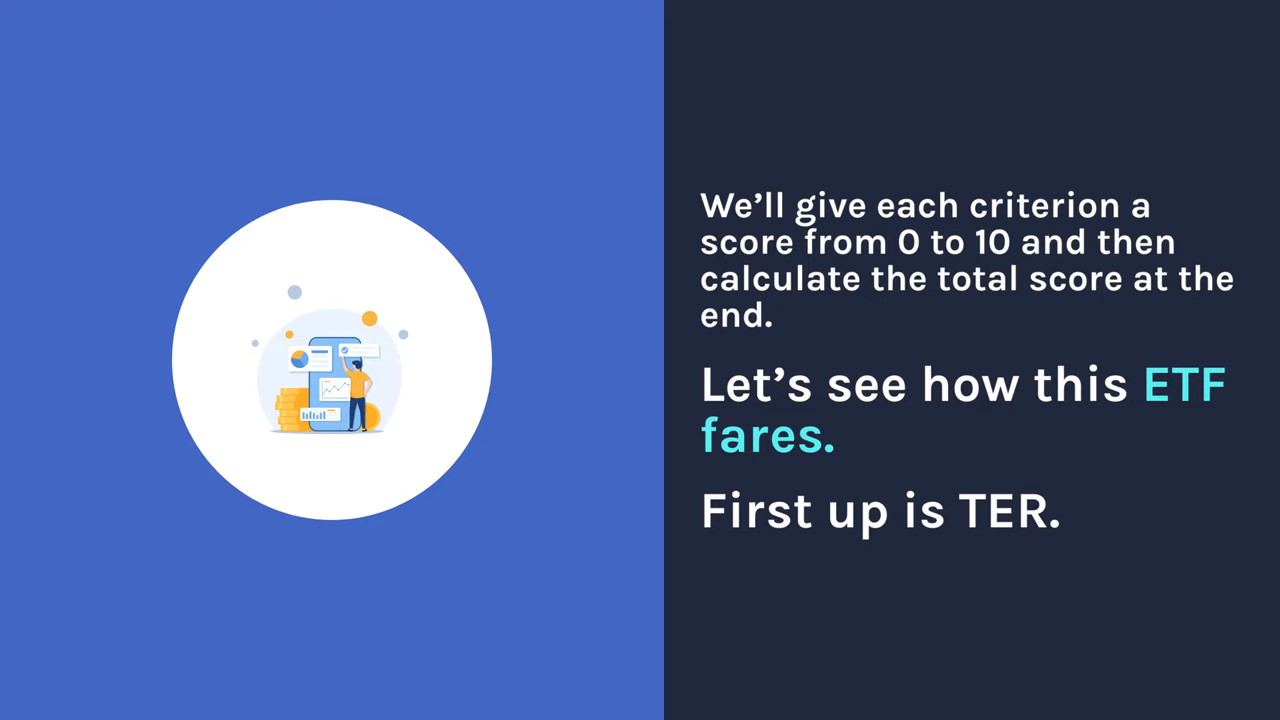 We’ll give each criterion a
score from 0 to 10 and then
calculate the total score at the
end.
Let’s see how this ETF
fares.
First up is TER.